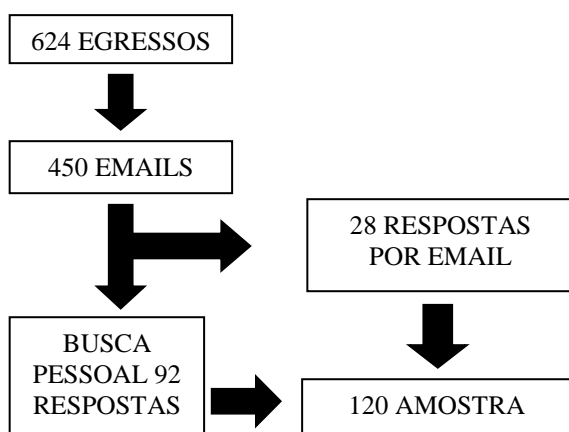 624 EGRESSOS
450 EMAILS
28 RESPOSTAS
POR EMAIL
BUSCA
PESSOAL 92
RESPOSTAS
120 AMOSTRA